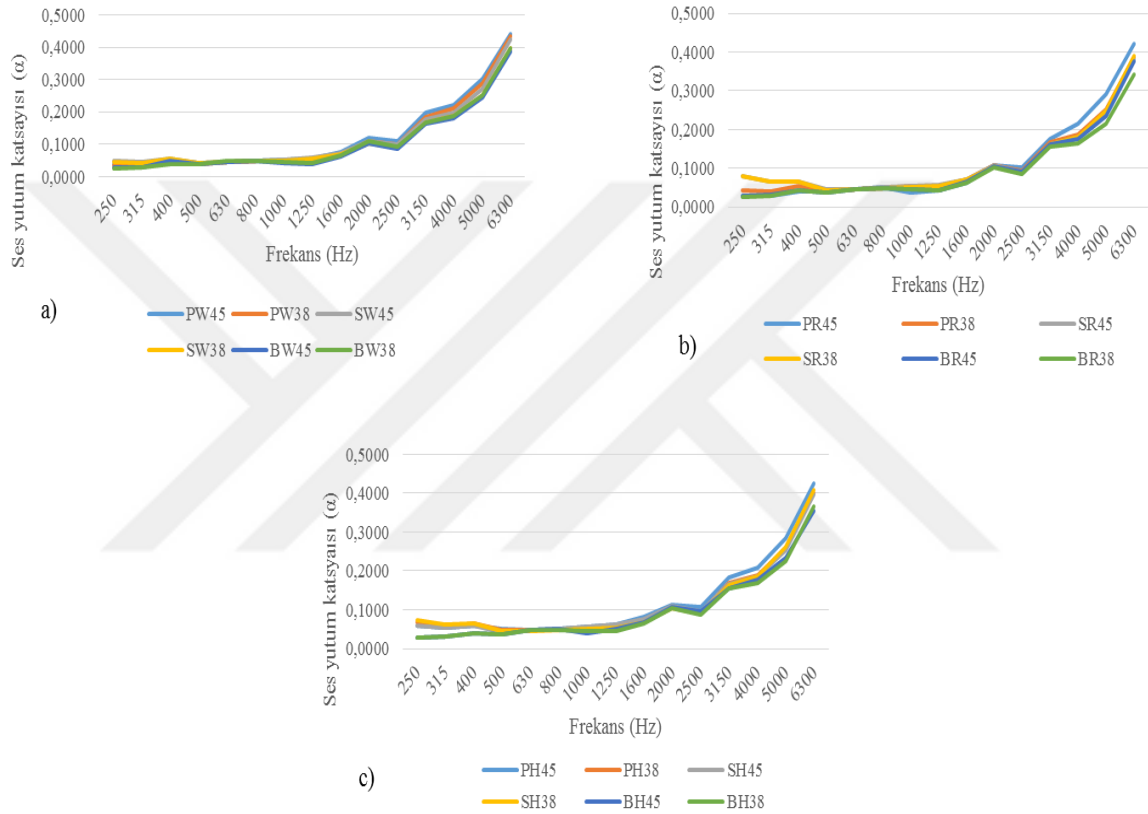 Ses yutum katsayısı (α)
0,5000
0,4000
0,3000
0,2000
0,1000
0,0000
250 315 400 500 630 800 1000 1250 1600 2000 2500 3150 4000 5000 6300
Frekans (Hz)
a)
PW45 PW38 SW45
SW38 BW45 BW38
Ses yutum katsayısı (α)
0,5000
0,4000
0,3000
0,2000
0,1000
0,0000
250 315 400 500 630 800 1000 1250 1600 2000 2500 3150 4000 5000 6300
Frekans (Hz)
b)
PR45 PR38 SR45
SR38 BR45 BR38
Ses yutum katsyaısı (α)
0,5000
0,4000
0,3000
0,2000
0,1000
0,0000
250 315 400 500 630 800 1000 1250 1600 2000 2500 3150 4000 5000 6300
Frekans (Hz)
c)
PH45 PH38 SH45
SH38 BH45 BH38